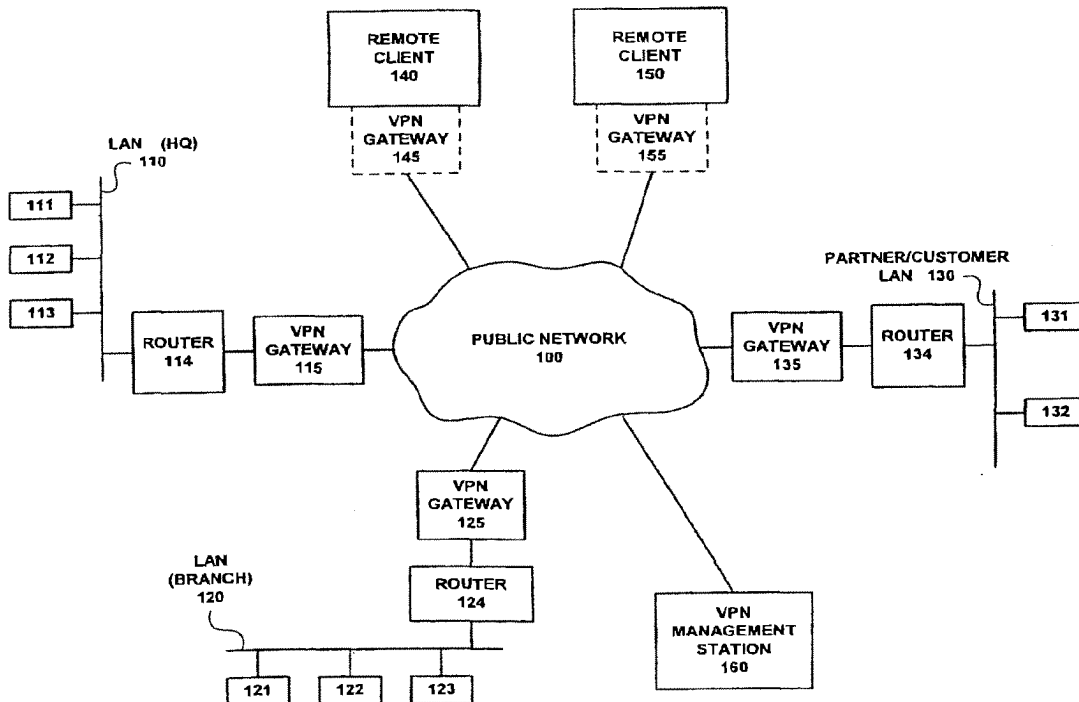 REMOTE
CLIENT
140
VPN
GATEWAY
145
REMOTE
CLIENT
150
VPN
GATEWAY
155
LAN (HQ)
110
111
112
113
ROUTER
114
VPN
GATEWAY
115
PUBLIC NETWORK
100
PARTNER/CUSTOMER
LAN 130
VPN
GATEWAY
135
ROUTER
134
131
132
VPN
GATEWAY
125
ROUTER
124
LAN
(BRANCH)
120
121
122
123
VPN
MANAGEMENT
STATION
160